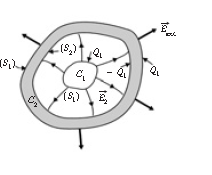 (S₂)
Q₁
E⃗ₑₓₜ
(S₁)
C₁
- Q₁
Q₁
C₂
(S₁)
E⃗₂